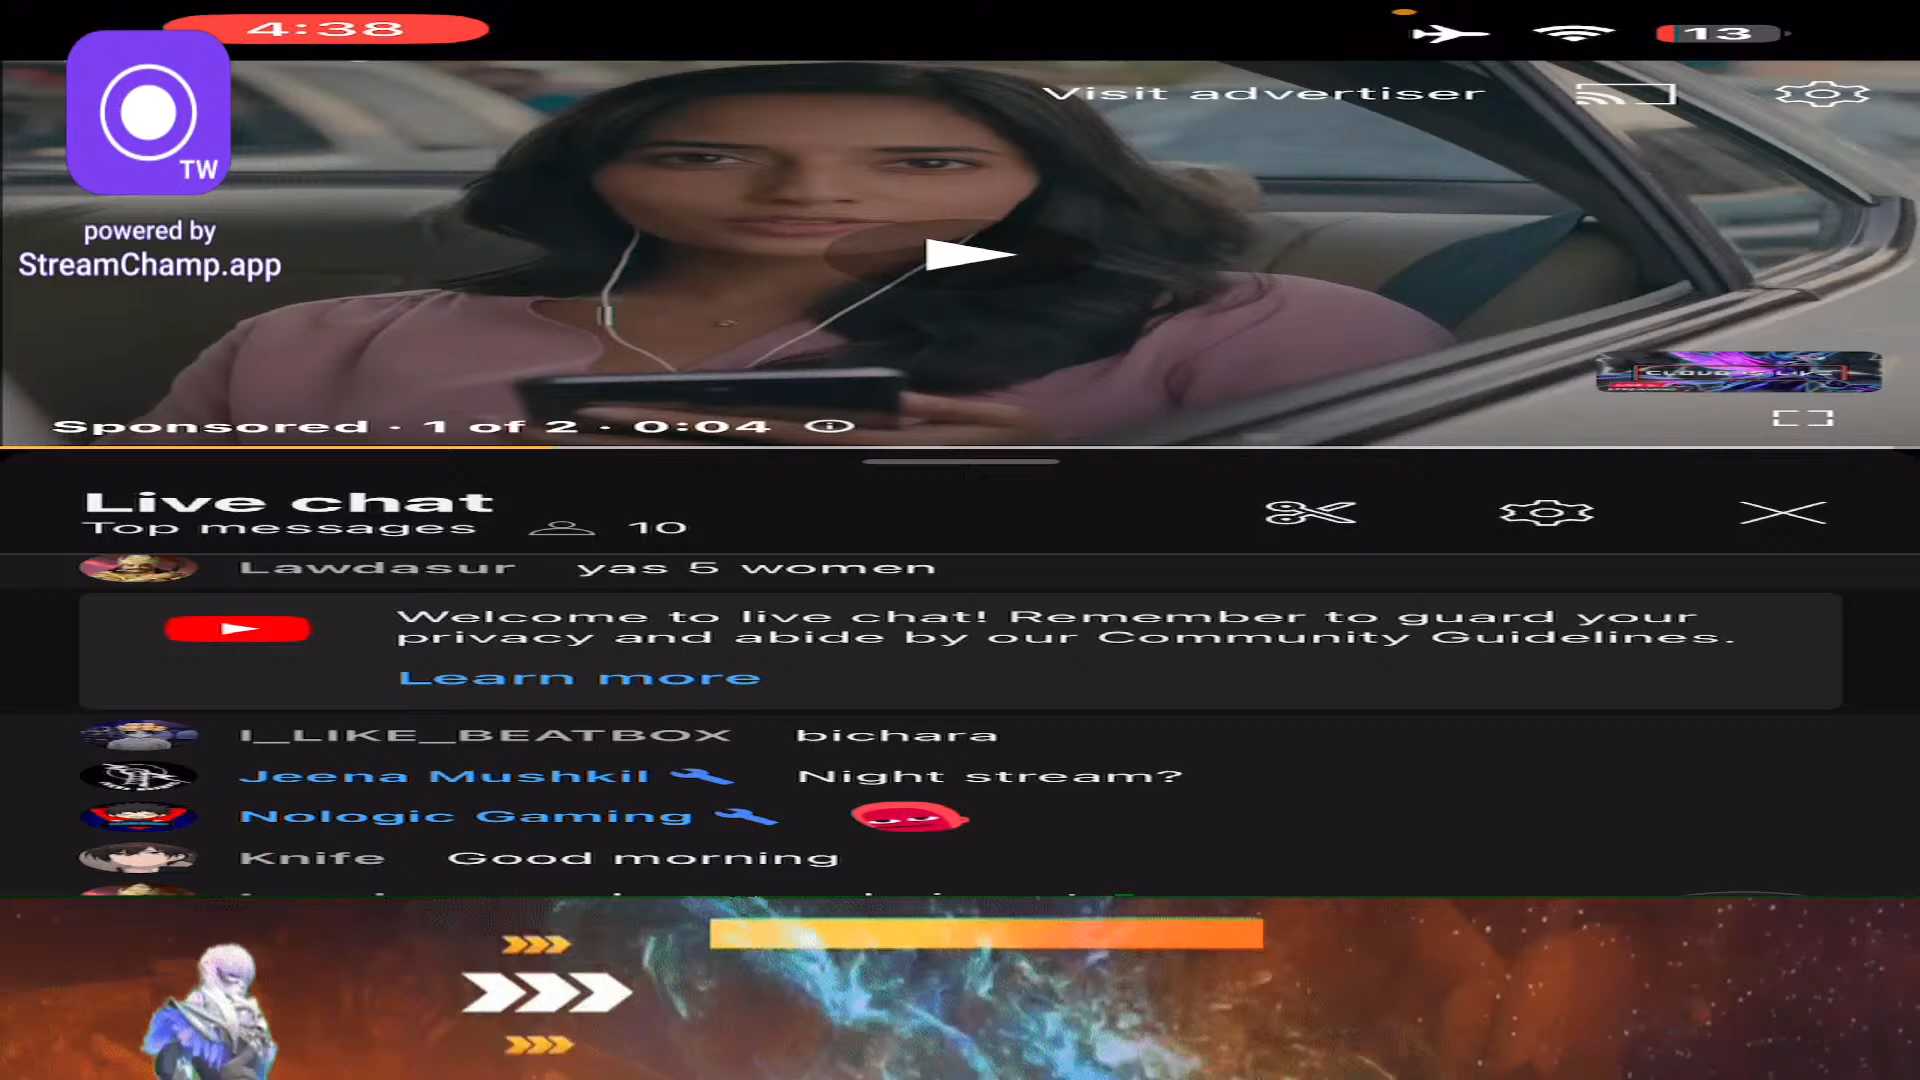 4:38
13
TW
Visit advertiser
powered by
StreamChamp.app
Sponsored · 1 of 2 · 0:04
Live chat
Top messages 10
Lawdasur yas 5 women
Welcome to live chat! Remember to guard your
privacy and abide by our Community Guidelines.
Learn more
I_LIKE_BEATBOX bichara
Jeena Mushkil Night stream?
Nologic Gaming
Knife Good morning